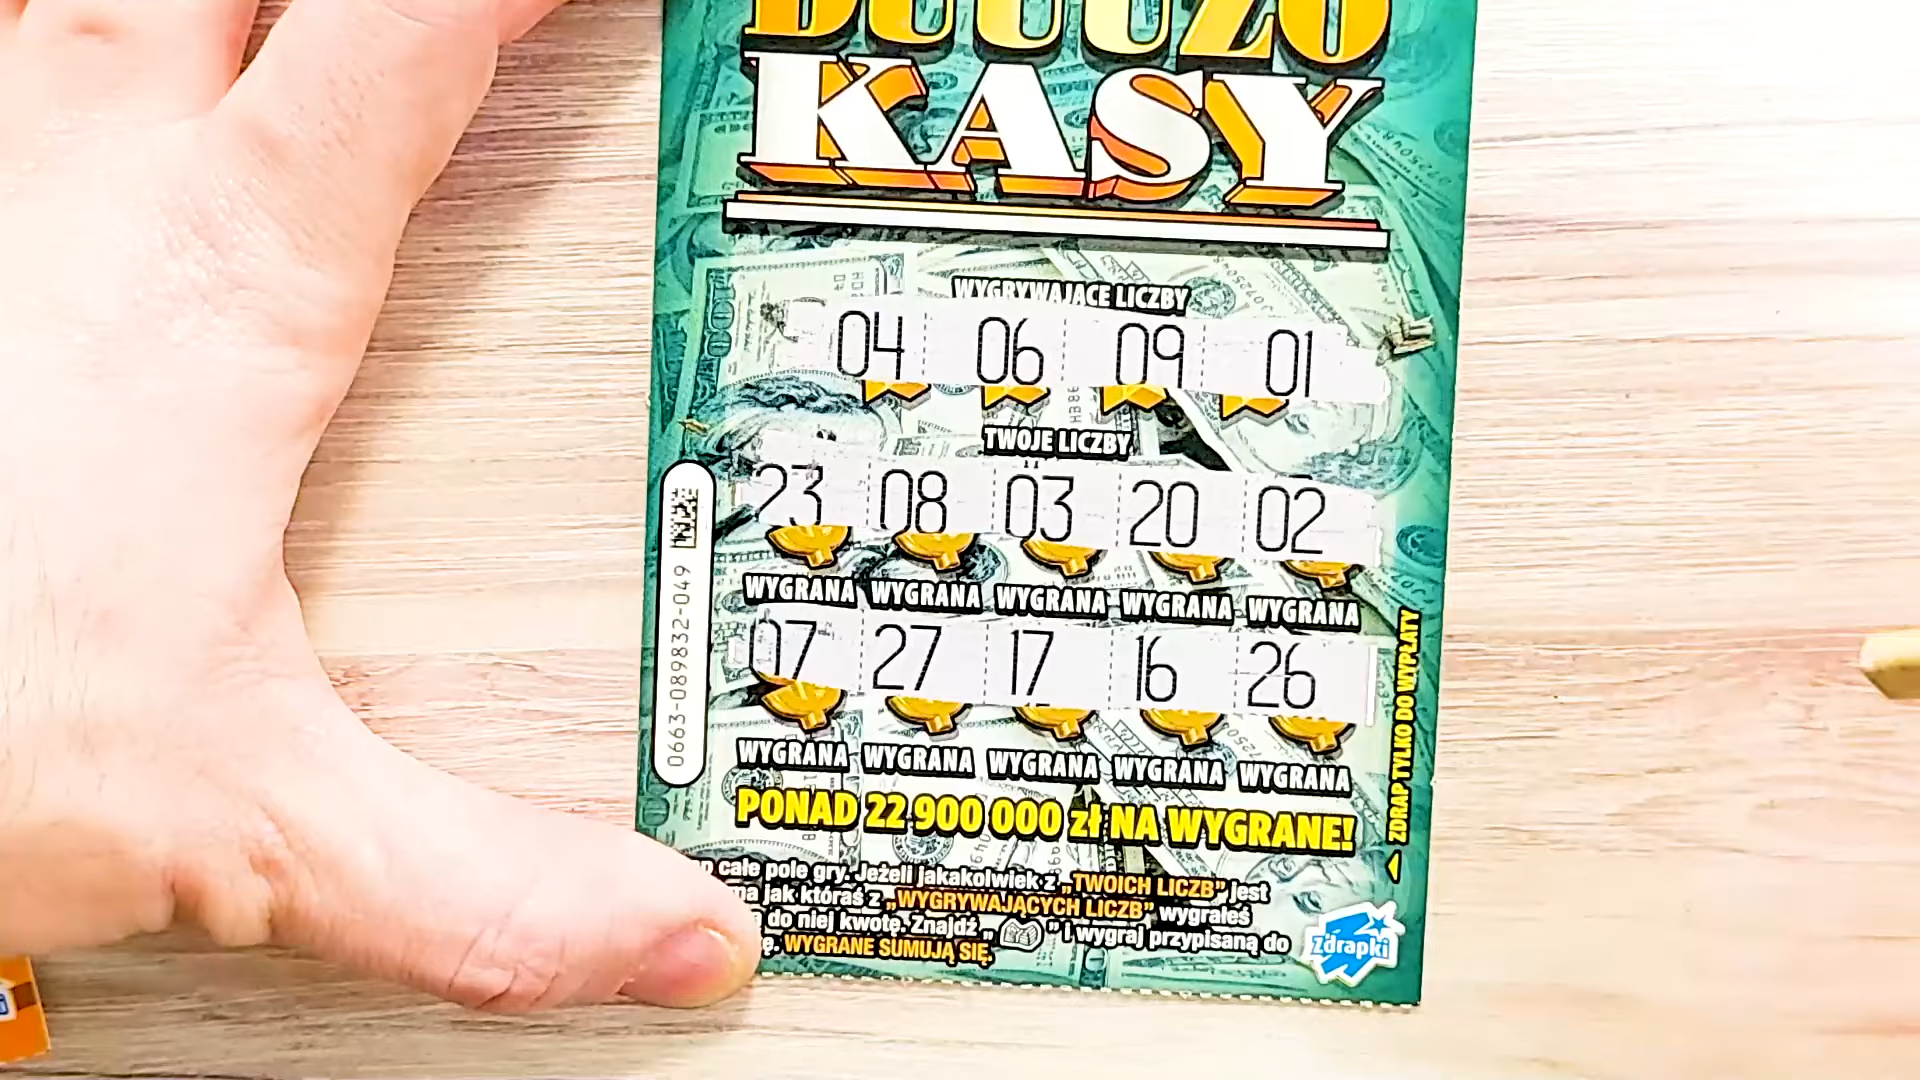 DUUUŻO
KASY
WYGRYWAJĄCE LICZBY
04 06 09 01
TWOJE LICZBY
23 08 03 20 02
WYGRANA WYGRANA WYGRANA WYGRANA WYGRANA
07 27 17 16 26
WYGRANA WYGRANA WYGRANA WYGRANA WYGRANA
PONAD 22 900 000 zł NA WYGRANE!
całe pole gry. Jeżeli jakakolwiek z „TWOICH LICZB” jest
jak któraś z „WYGRYWAJĄCYCH LICZB” wygrałeś
do niej kwotę. Znajdź „ ” i wygraj przypisaną do
WYGRANE SUMUJĄ SIĘ.
Zdrapki
0663-089832-049
ZDRAP TYLKO DO WYPŁATY